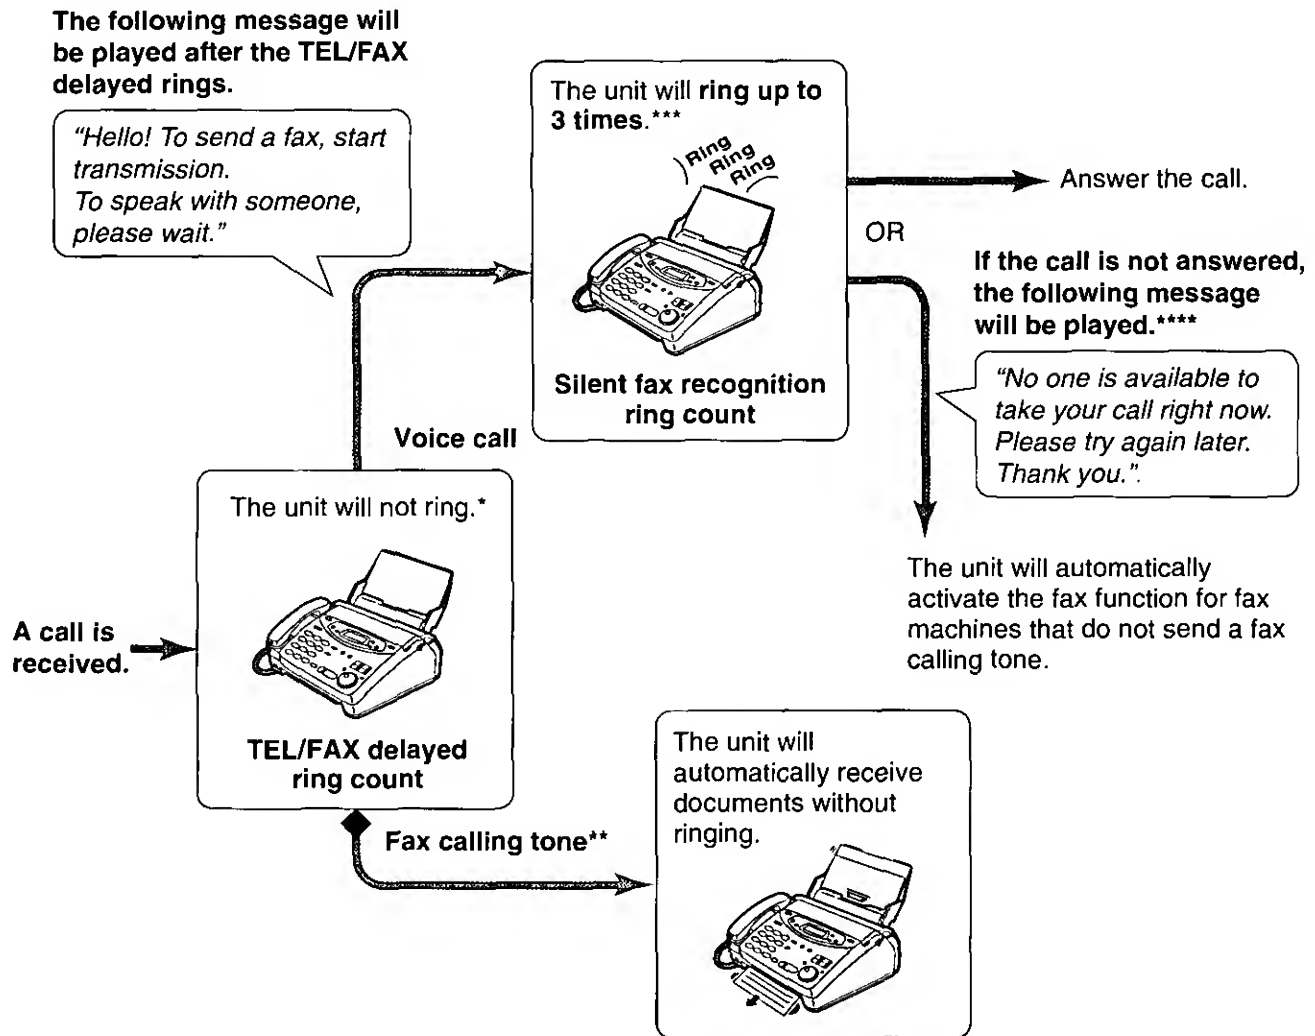 The following message will
be played after the TEL/FAX
delayed rings.
"Hello! To send a fax, start
transmission.
To speak with someone,
please wait."
The unit will ring up to
3 times.***
Ring
Ring
Ring
Silent fax recognition
ring count
Answer the call.
OR
If the call is not answered,
the following message
will be played.****
"No one is available to
take your call right now.
Please try again later.
Thank you.".
The unit will automatically
activate the fax function for fax
machines that do not send a fax
calling tone.
Voice call
The unit will not ring.*
A call is
received.
TEL/FAX delayed
ring count
Fax calling tone**
The unit will
automatically receive
documents without
ringing.